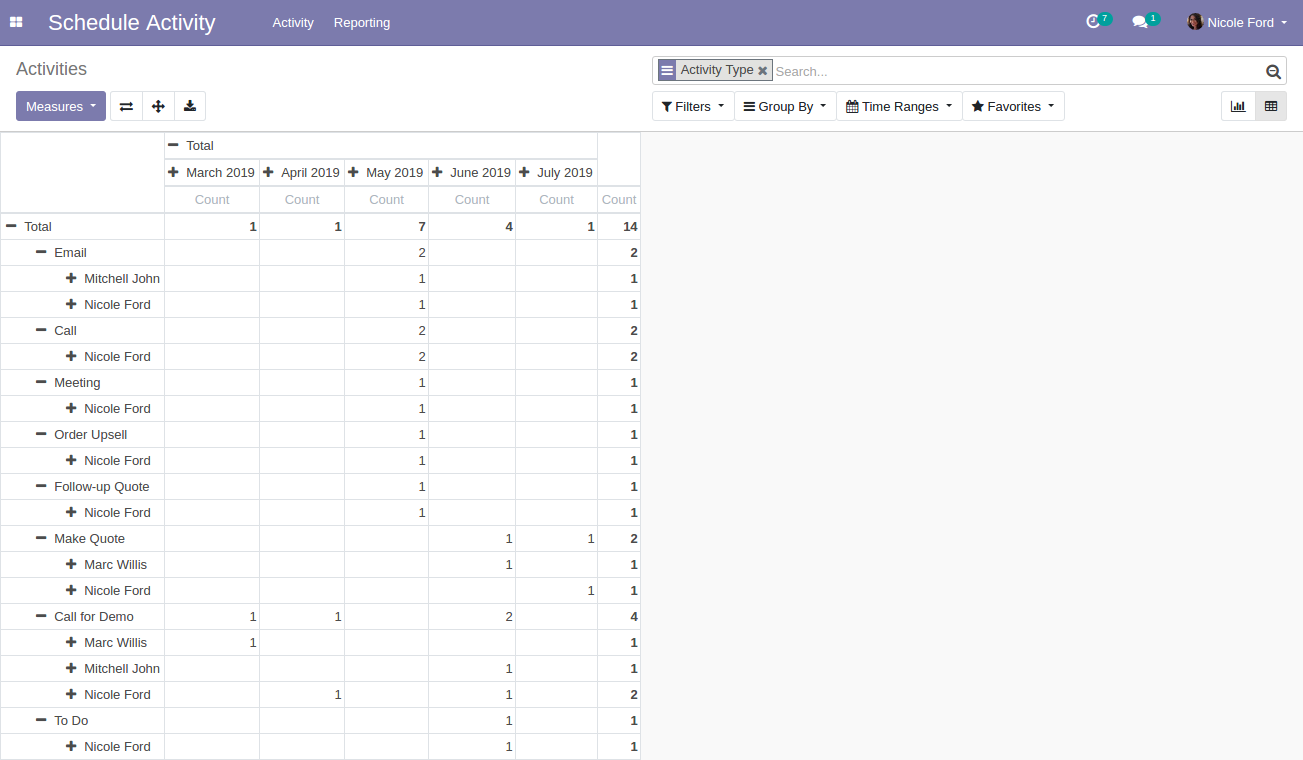 Schedule Activity Activity Reporting 7 1 Nicole Ford
Activities
Activity Type Search...
Measures
Filters Group By Time Ranges Favorites
Total
March 2019 April 2019 May 2019 June 2019 July 2019
Count Count Count Count Count Count
Total 1 1 7 4 1 14
Email 2 2
Mitchell John 1 1
Nicole Ford 1 1
Call 2 2
Nicole Ford 2 2
Meeting 1 1
Nicole Ford 1 1
Order Upsell 1 1
Nicole Ford 1 1
Follow-up Quote 1 1
Nicole Ford 1 1
Make Quote 1 1 2
Marc Willis 1 1
Nicole Ford 1 1
Call for Demo 1 1 2 4
Marc Willis 1 1
Mitchell John 1 1
Nicole Ford 1 1 2
To Do 1 1
Nicole Ford 1 1